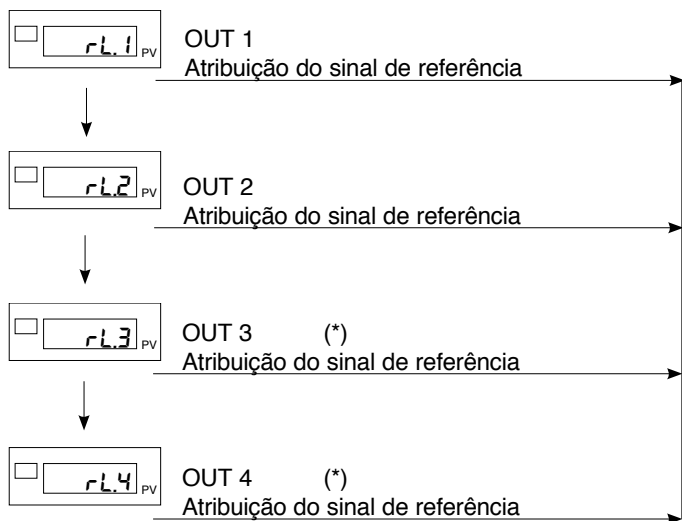 rL.1 PV
OUT 1
Atribuição do sinal de referência
rL.2 PV
OUT 2
Atribuição do sinal de referência
rL.3 PV
OUT 3 (*)
Atribuição do sinal de referência
rL.4 PV
OUT 4 (*)
Atribuição do sinal de referência